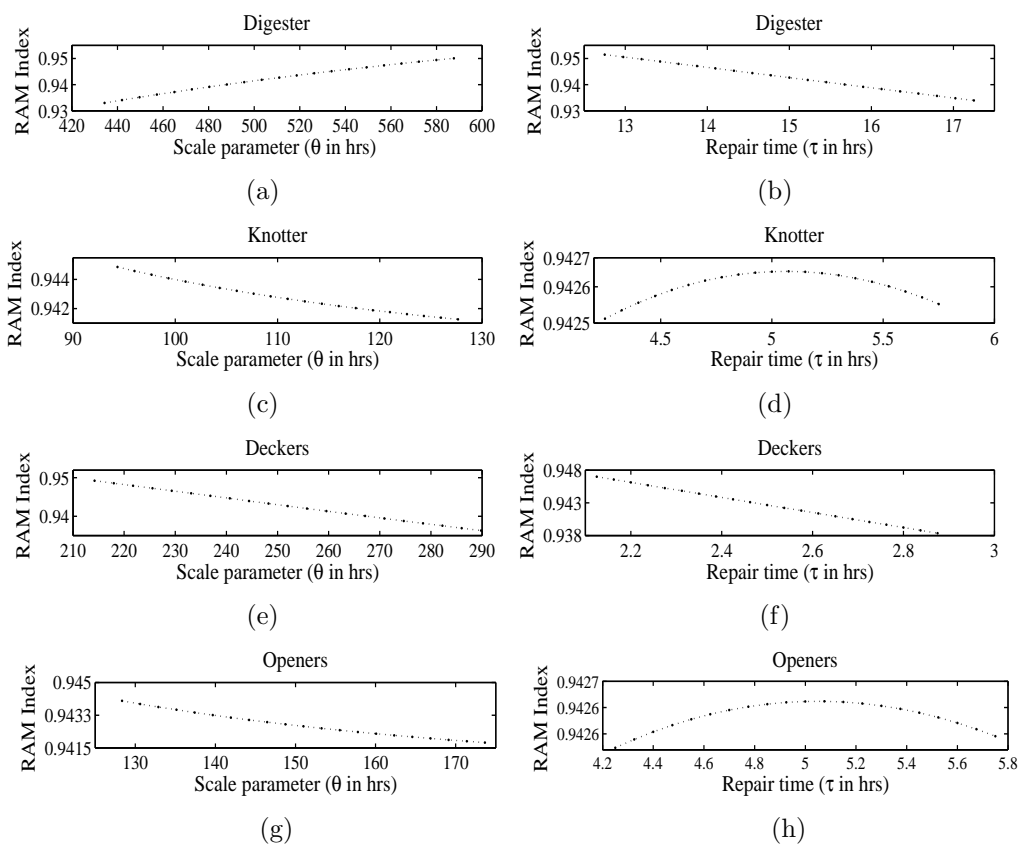 Digester
RAM Index
0.95
0.94
0.93
420 440 460 480 500 520 540 560 580 600
Scale parameter (θ in hrs)
(a)
Digester
RAM Index
0.95
0.94
0.93
13 14 15 16 17
Repair time (τ in hrs)
(b)
Knotter
RAM Index
0.944
0.942
90 100 110 120 130
Scale parameter (θ in hrs)
(c)
Knotter
RAM Index
0.9427
0.9426
0.9425
4.5 5 5.5 6
Repair time (τ in hrs)
(d)
Deckers
RAM Index
0.95
0.94
210 220 230 240 250 260 270 280 290
Scale parameter (θ in hrs)
(e)
Deckers
RAM Index
0.948
0.943
0.938
2.2 2.4 2.6 2.8 3
Repair time (τ in hrs)
(f)
Openers
RAM Index
0.945
0.9433
0.9415
130 140 150 160 170
Scale parameter (θ in hrs)
(g)
Openers
RAM Index
0.9427
0.9426
0.9426
4.2 4.4 4.6 4.8 5 5.2 5.4 5.6 5.8
Repair time (τ in hrs)
(h)